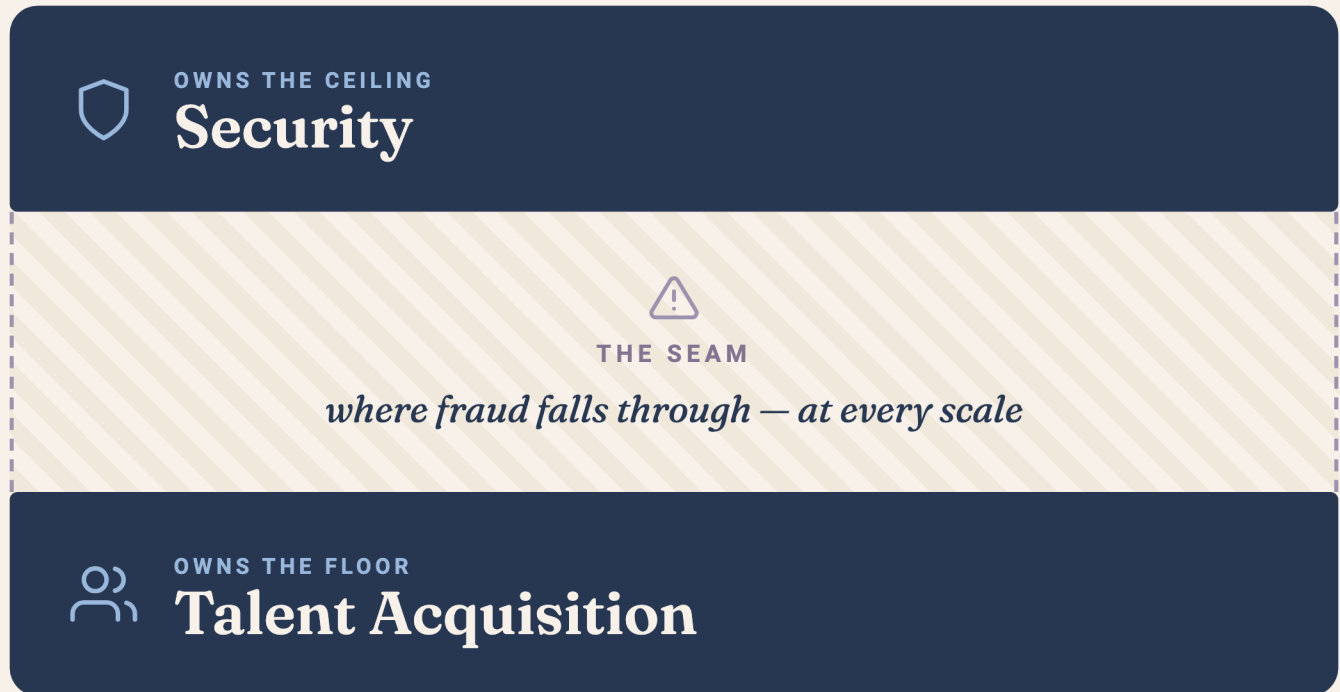 OWNS THE CEILING
Security
THE SEAM
where fraud falls through — at every scale
OWNS THE FLOOR
Talent Acquisition